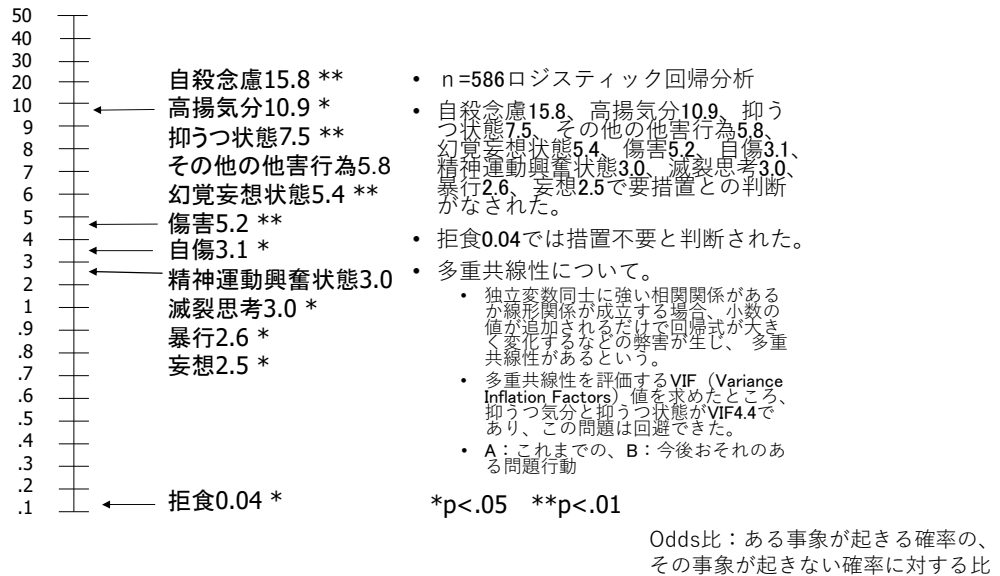 50
40
30
20
10
9
8
7
6
5
4
3
2
1
.9
.8
.7
.6
.5
.4
.3
.2
.1
自殺念慮15.8 **
高揚気分10.9 *
抑うつ状態7.5 **
その他の他害行為5.8
幻覚妄想状態5.4 **
傷害5.2 **
自傷3.1 *
精神運動興奮状態3.0
滅裂思考3.0 *
暴行2.6 *
妄想2.5 *
拒食0.04 *
• n=586ロジスティック回帰分析
• 自殺念慮15.8、高揚気分10.9、抑う
つ状態7.5、その他の他害行為5.8、
幻覚妄想状態5.4、傷害5.2、自傷3.1、
精神運動興奮状態3.0、滅裂思考3.0、
暴行2.6、妄想2.5で要措置との判断
がなされた。
• 拒食0.04では措置不要と判断された。
• 多重共線性について。
• 独立変数同士に強い相関関係がある
か線形関係が成立する場合、小数の
値が追加されるだけで回帰式が大き
く変化するなどの弊害が生じ、 多重
共線性があるという。
• 多重共線性を評価するVIF（Variance
Inflation Factors）値を求めたところ、
抑うつ気分と抑うつ状態がVIF4.4で
あり、この問題は回避できた。
• A：これまでの、B：今後おそれのあ
る問題行動
*p<.05 **p<.01
Odds比：ある事象が起きる確率の、
その事象が起きない確率に対する比